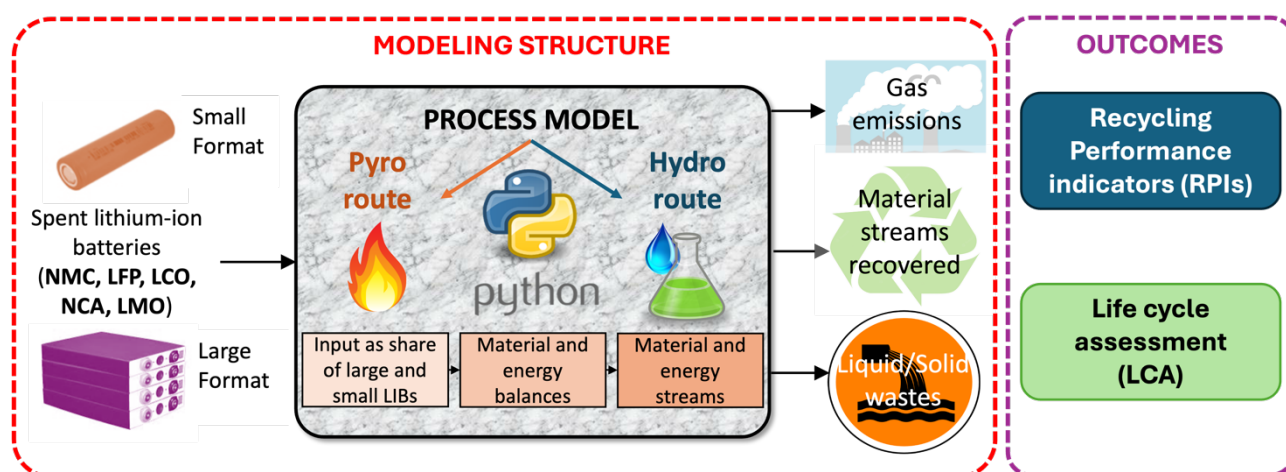 MODELING STRUCTURE
OUTCOMES
Small
Format
Spent lithium-ion
batteries
(NMC, LFP, LCO,
NCA, LMO)
Large
Format
PROCESS MODEL
Pyro
route
Hydro
route
python
Input as share
of large and
small LIBs
Material and
energy
balances
Material and
energy
streams
Gas
emissions
Material
streams
recovered
Liquid/Solid
wastes
Recycling
Performance
indicators (RPIs)
Life cycle
assessment
(LCA)